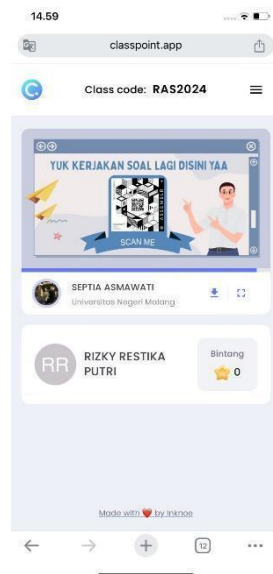 14.59
classpoint.app
Class code: RAS2024
YUK KERJAKAN SOAL LAGI DISINI YAA
SCAN ME
SEPTIA ASMAWATI
Universitas Negeri Malang
RR
RIZKY RESTIKA
PUTRI
Bintang
0
Made with ❤️ by Inknoe
12